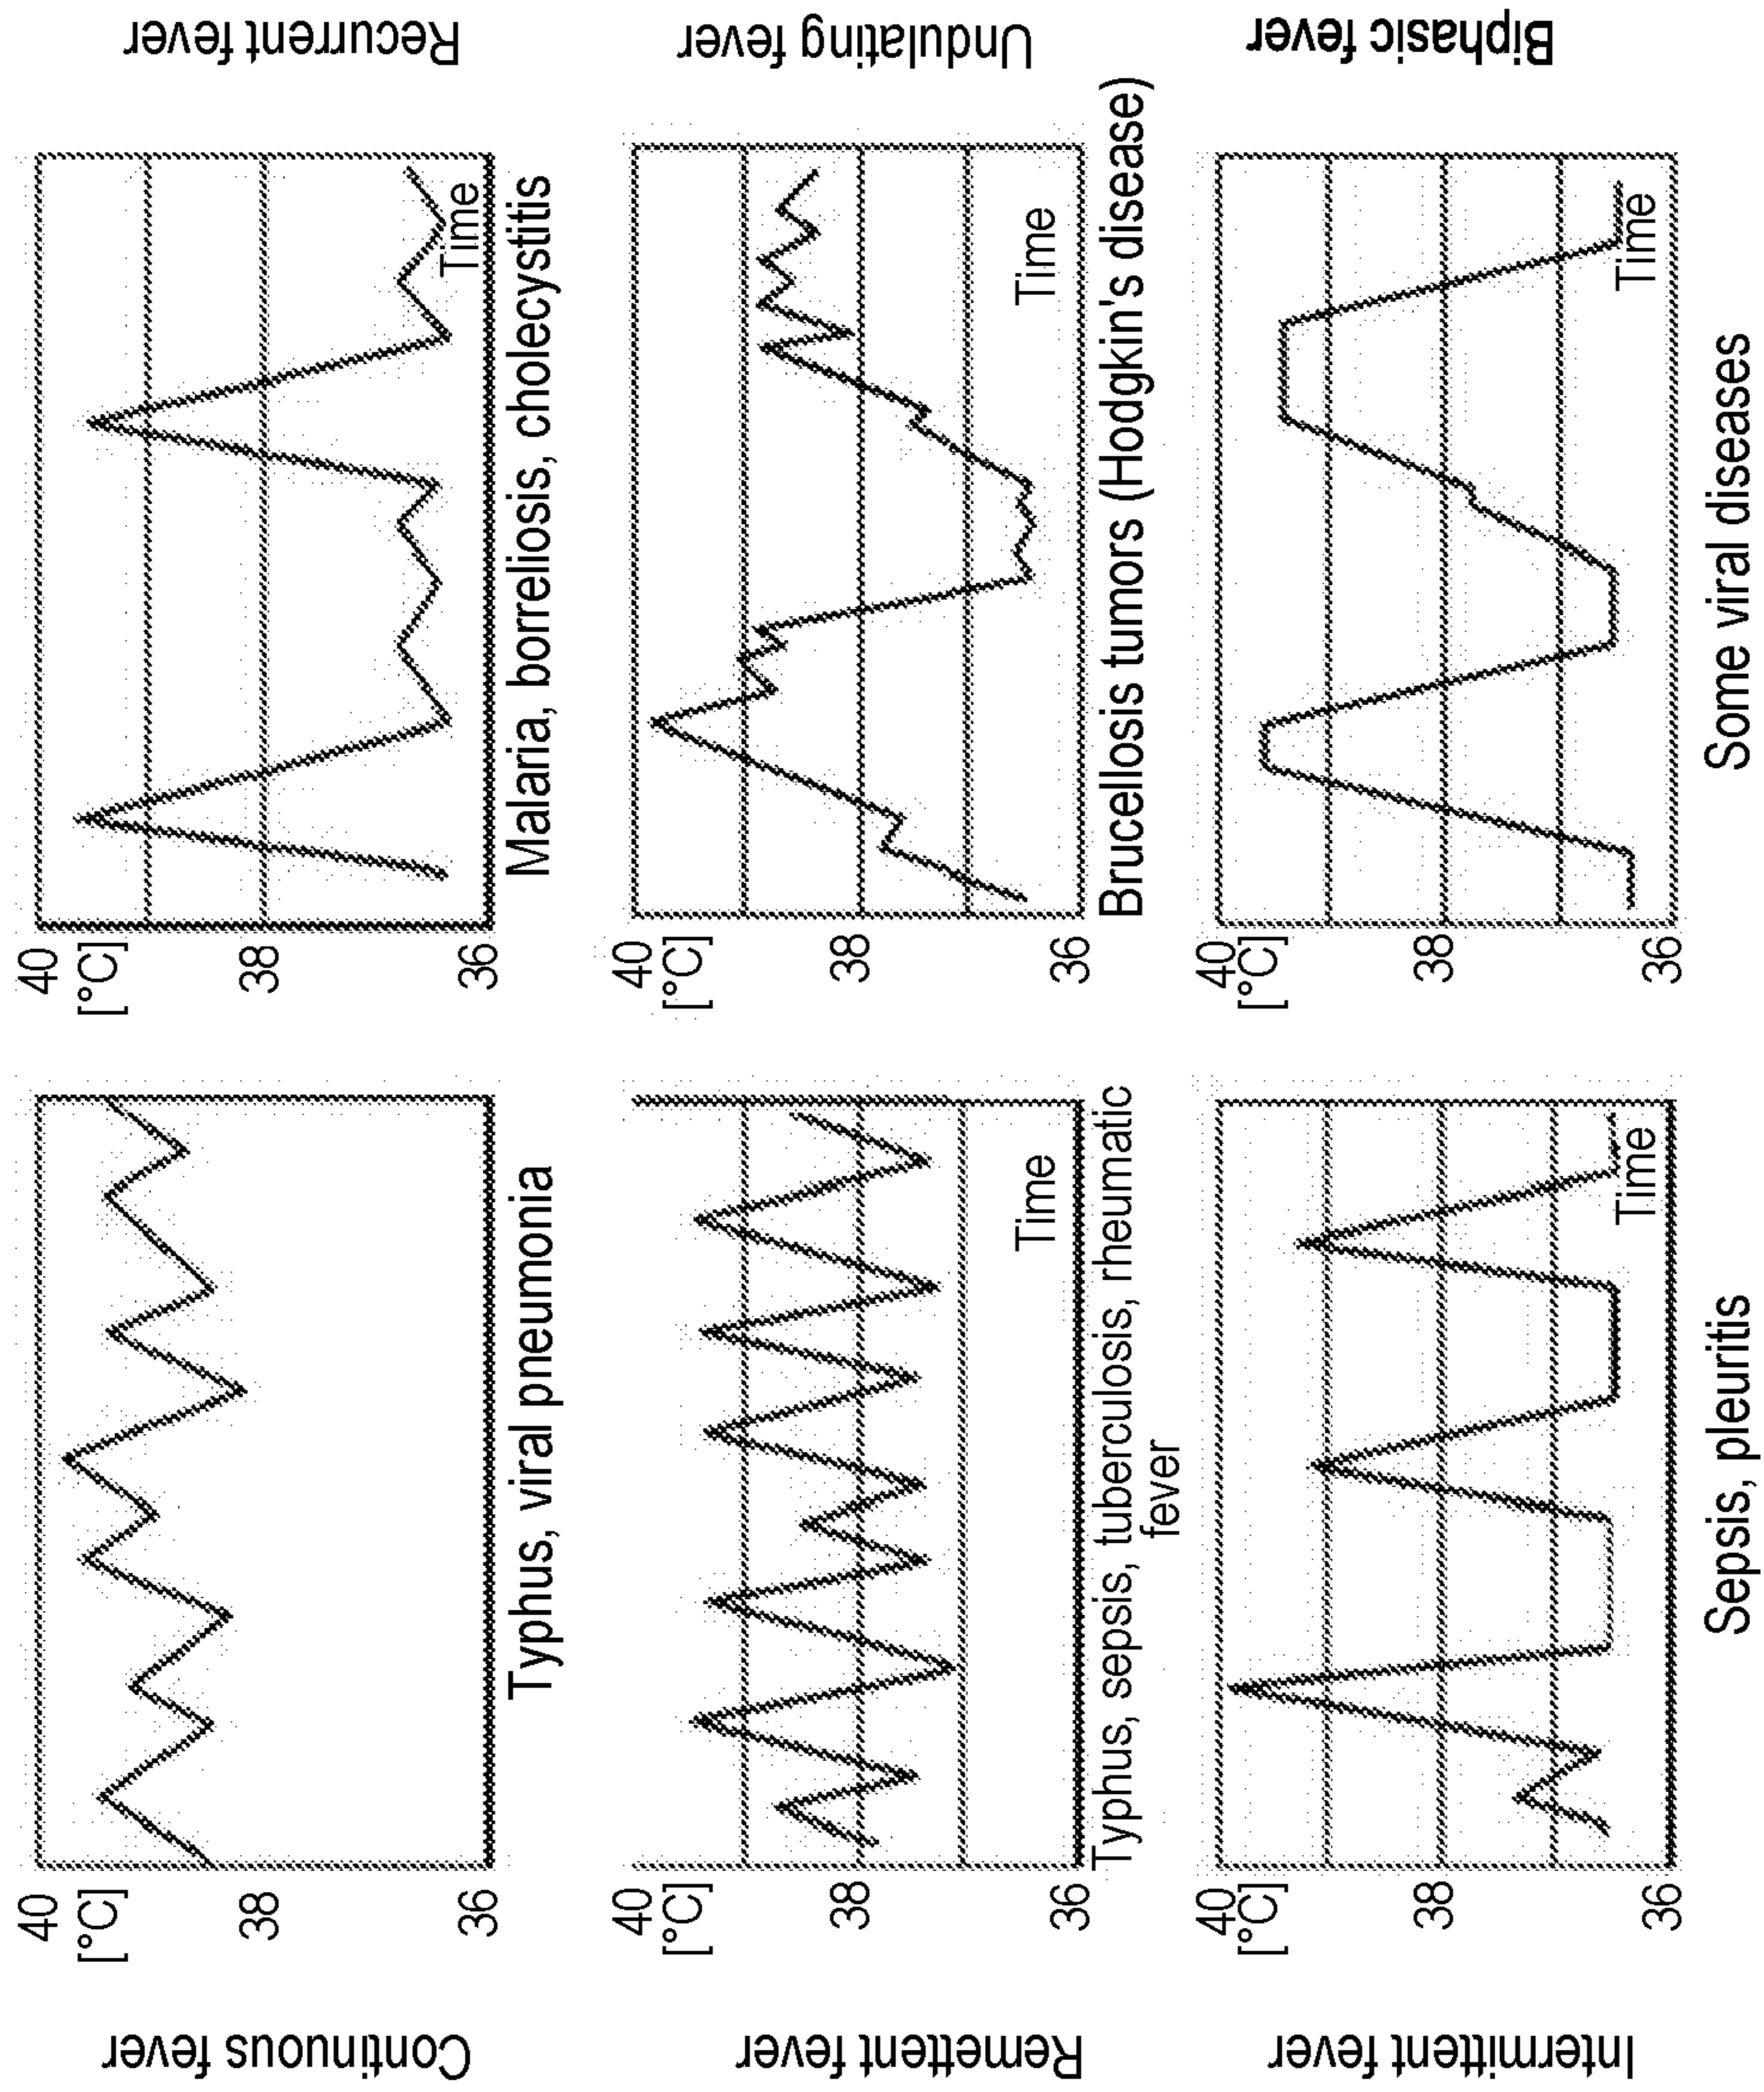 Continuous fever
40
[°C]
38
36
Typhus, viral pneumonia
Recurrent fever
40
[°C]
38
36
Time
Malaria, borreliosis, cholecystitis
Remettent fever
40
[°C]
38
36
Time
Typhus, sepsis, tuberculosis, rheumatic
fever
Undulating fever
40
[°C]
38
36
Time
Brucellosis tumors (Hodgkin's disease)
Intermittent fever
40
[°C]
38
36
Time
Sepsis, pleuritis
Biphasic fever
40
[°C]
38
36
Time
Some viral diseases